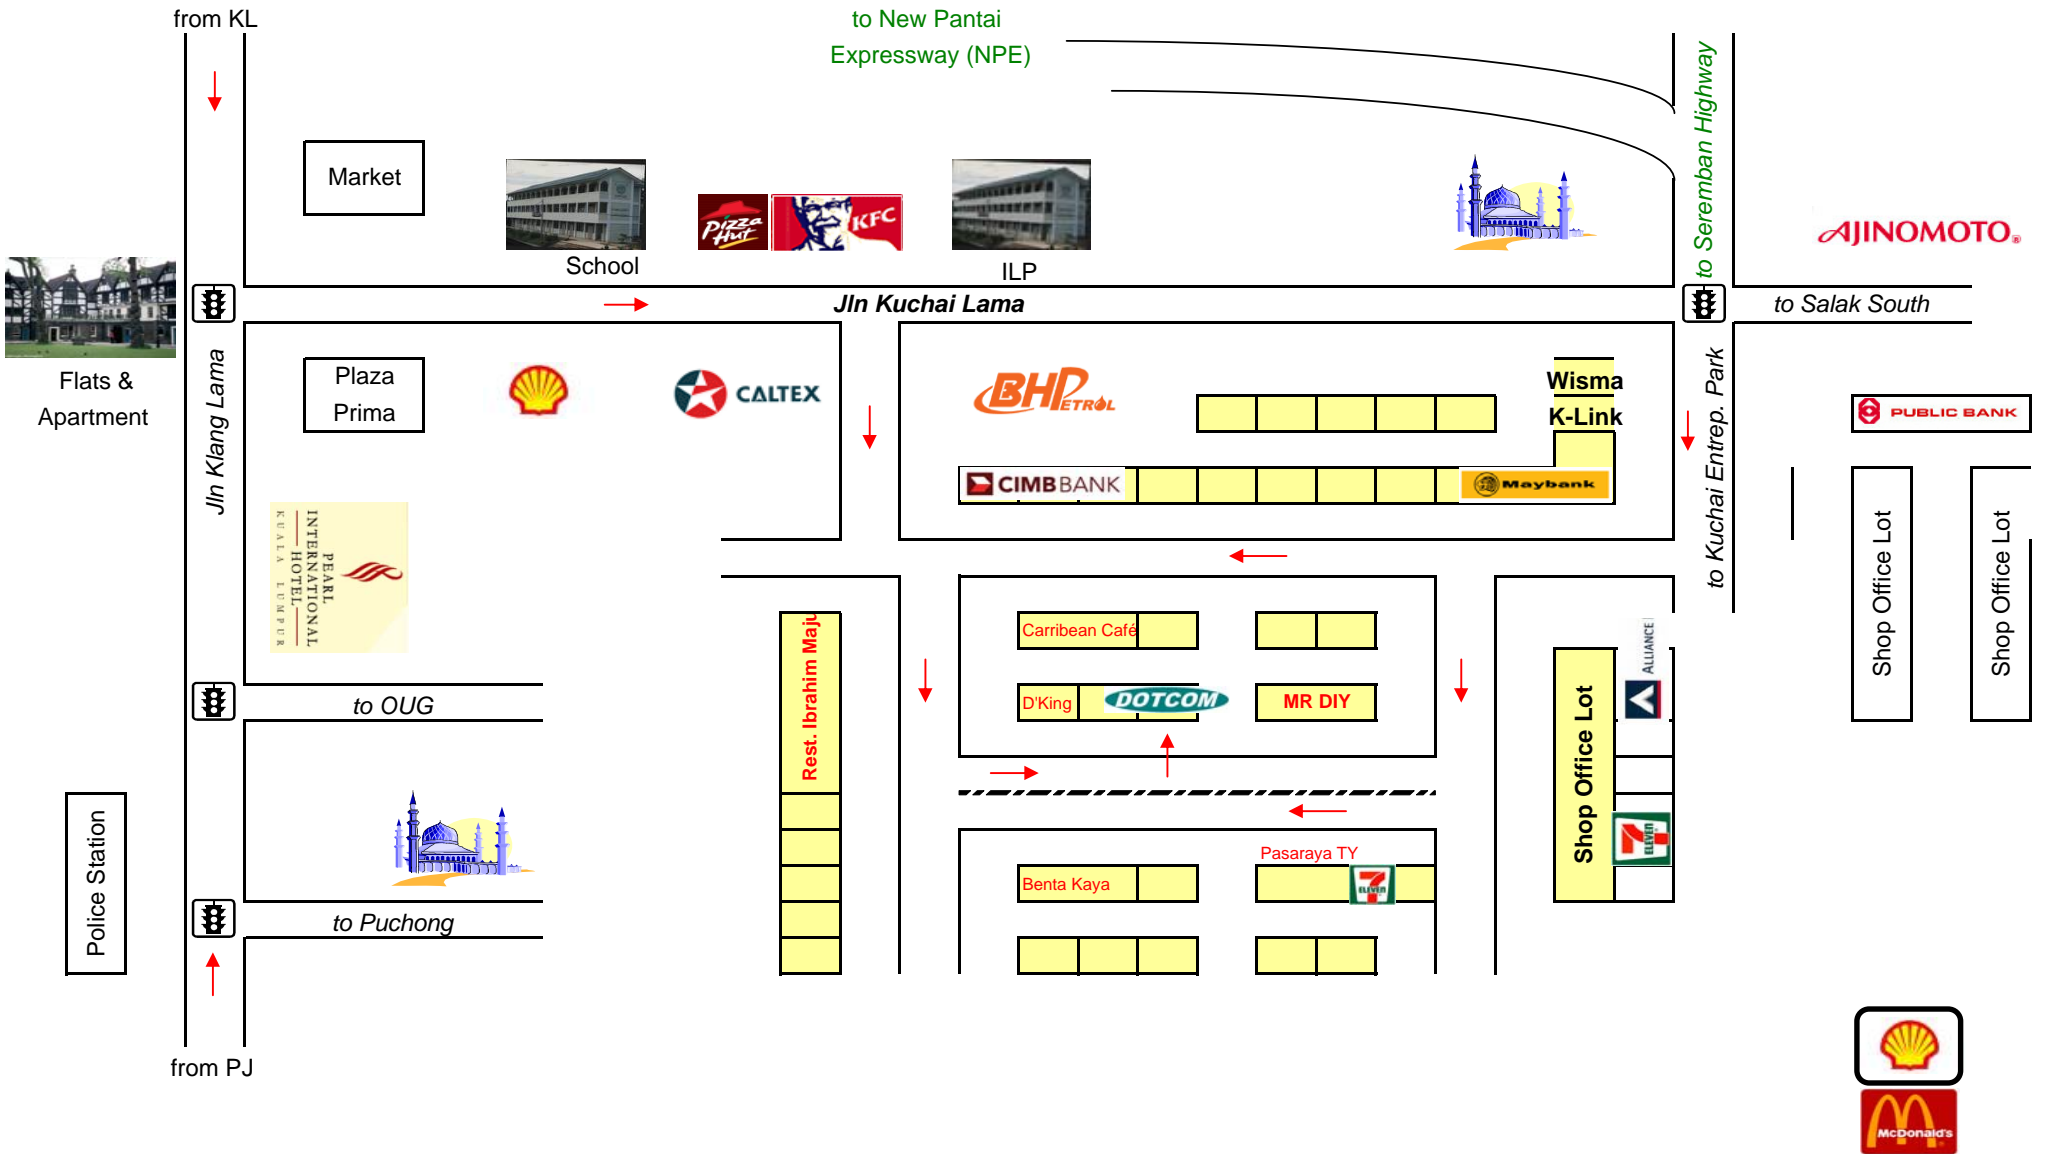 from KL
to New Pantai
Expressway (NPE)
to Seremban Highway
Market
Pizza
Hut
KFC
AJINOMOTO®
School
ILP
Jln Kuchai Lama
to Salak South
Flats &
Apartment
Jln Klang Lama
Plaza
Prima
CALTEX
BHPETROL
Wisma
K-Link
to Kuchai Entrep. Park
PUBLIC BANK
CIMB BANK
Maybank
PEARL
INTERNATIONAL
HOTEL
KUALA LUMPUR
Shop Office Lot
Shop Office Lot
Rest. Ibrahim Maju
Carribean Café
ALLIANCE
to OUG
D'King
DOTCOM
MR DIY
Shop Office Lot
Police Station
7
ELEVEN
Pasaraya TY
Benta Kaya
7
ELEVEN
to Puchong
from PJ
McDonald's